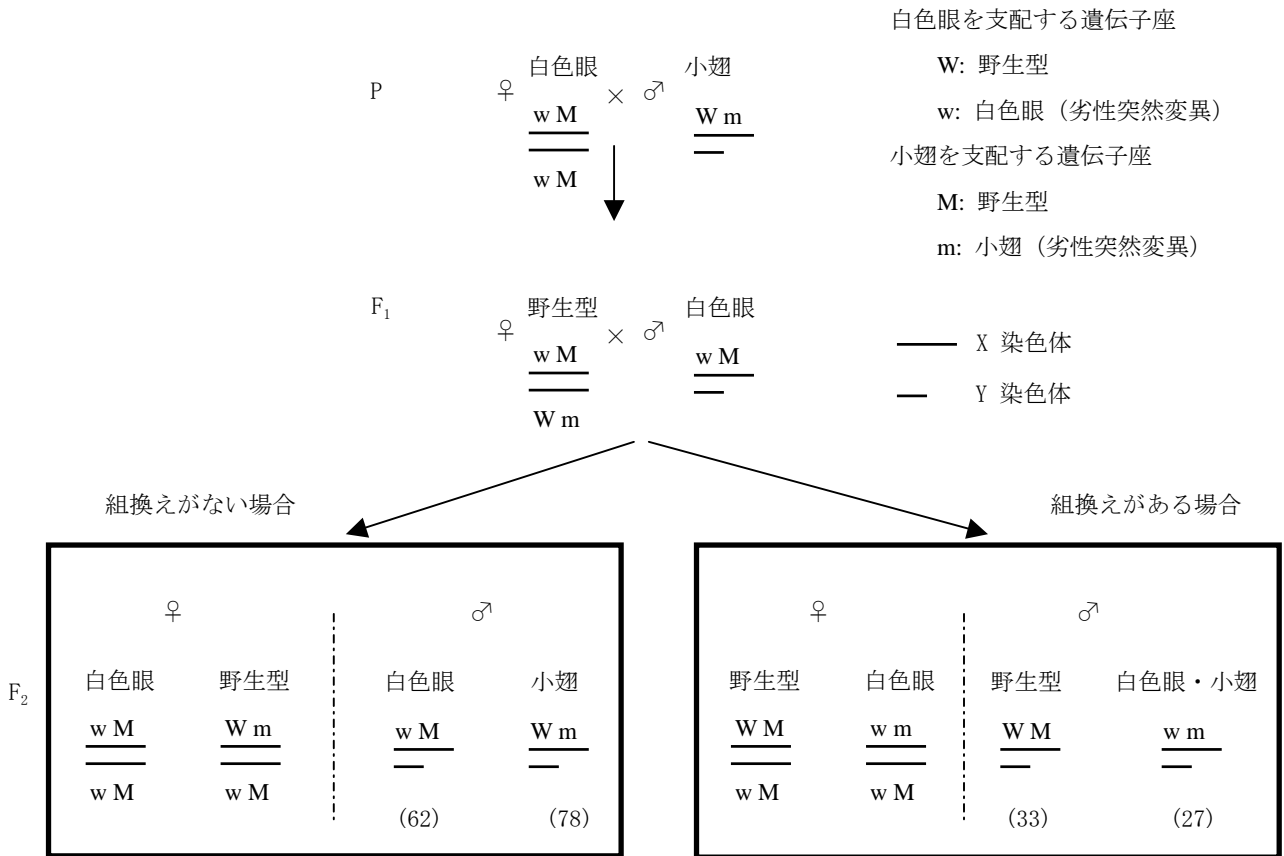 白色眼を支配する遺伝子座
W: 野生型
w: 白色眼（劣性突然変異）
小翅を支配する遺伝子座
M: 野生型
m: 小翅（劣性突然変異）
P
♀ 白色眼 × ♂ 小翅
w M W m
w M
F₁
♀ 野生型 × ♂ 白色眼
w M w M
W m
X 染色体
Y 染色体
組換えがない場合
組換えがある場合
F₂
♀ ♂
白色眼 野生型 白色眼 小翅
w M W m w M W m
w M w M
(62) (78)
♀ ♂
野生型 白色眼 野生型 白色眼・小翅
W M w m W M w m
w M w M
(33) (27)